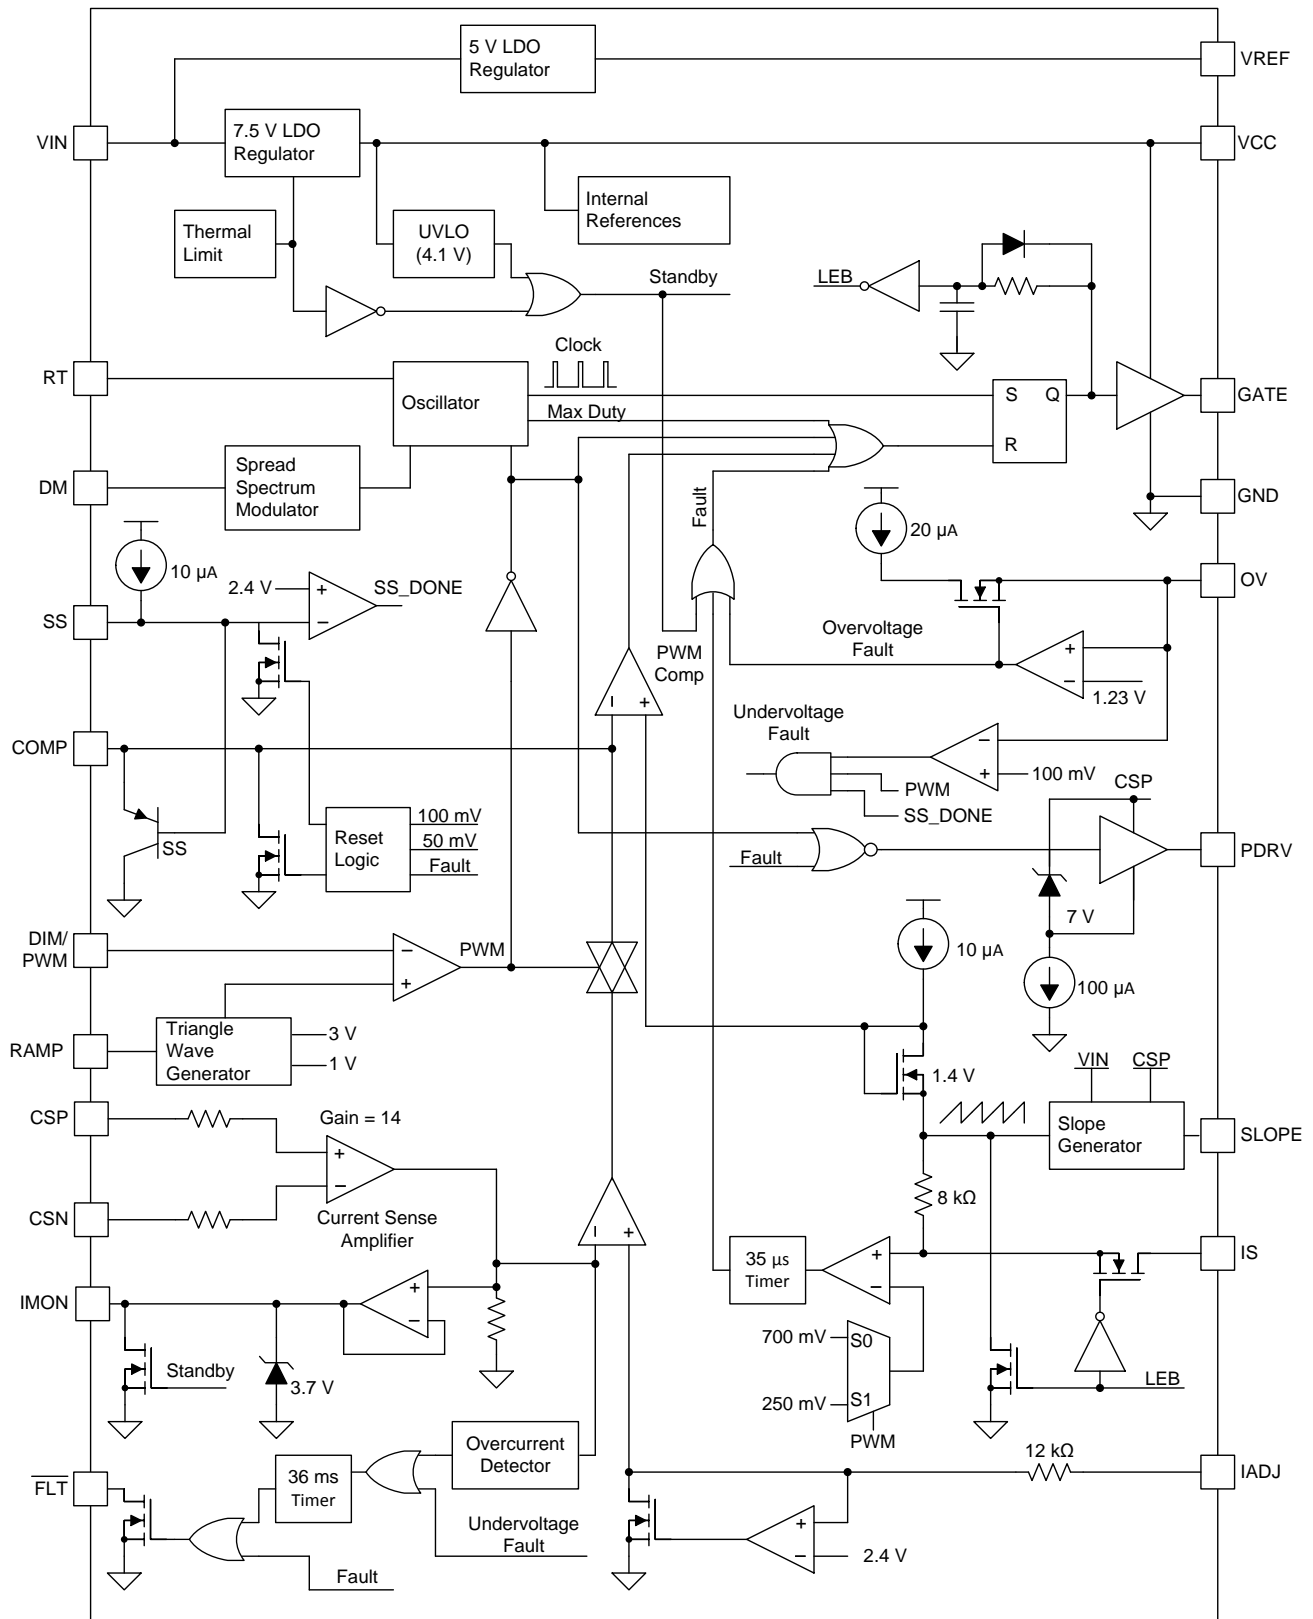 5 V LDO
Regulator
VREF
VIN
7.5 V LDO
Regulator
VCC
Thermal
Limit
UVLO
(4.1 V)
Internal
References
Standby
LEB
Clock
RT
Oscillator
S Q
R
GATE
Max Duty
DM
Spread
Spectrum
Modulator
Fault
GND
10 µA
20 µA
2.4 V
+
−
SS_DONE
OV
SS
Overvoltage
Fault
+
−
1.23 V
PWM
Comp
− +
Undervoltage
Fault
COMP
−
+
100 mV
PWM
SS_DONE
CSP
SS
Reset
Logic
100 mV
50 mV
Fault
Fault
PDRV
7 V
DIM/
PWM
−
+
PWM
10 µA
100 µA
RAMP
Triangle
Wave
Generator
3 V
1 V
1.4 V
VIN
CSP
CSP
Gain = 14
+
−
Slope
Generator
SLOPE
8 kΩ
CSN
Current Sense
Amplifier
− +
35 µs
Timer
+
−
IS
IMON
+
−
700 mV
S0
S1
250 mV
PWM
Standby
3.7 V
LEB
Overcurrent
Detector
12 kΩ
IADJ
FLT
36 ms
Timer
Undervoltage
Fault
+
−
2.4 V
Fault